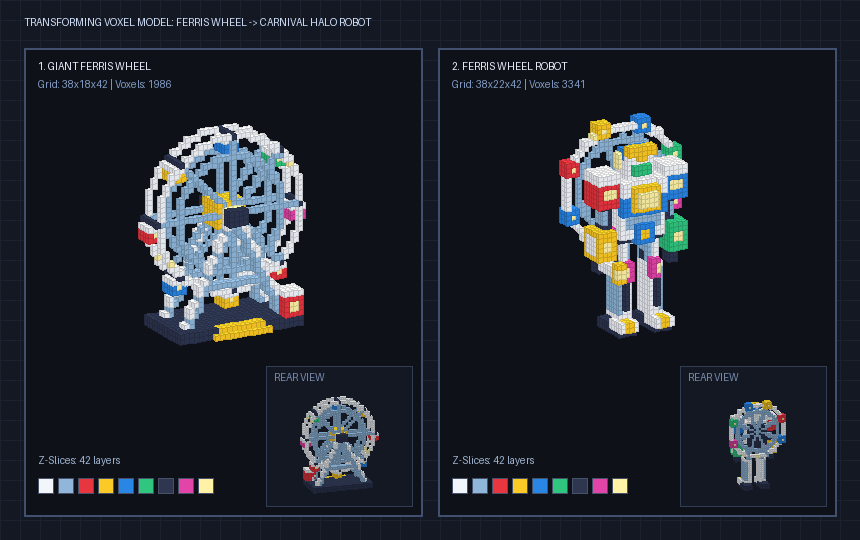 TRANSFORMING VOXEL MODEL: FERRIS WHEEL -> CARNIVAL HALO ROBOT
1. GIANT FERRIS WHEEL
Grid: 38x18x42 | Voxels: 1986
REAR VIEW
Z-Slices: 42 layers
2. FERRIS WHEEL ROBOT
Grid: 38x22x42 | Voxels: 3341
REAR VIEW
Z-Slices: 42 layers